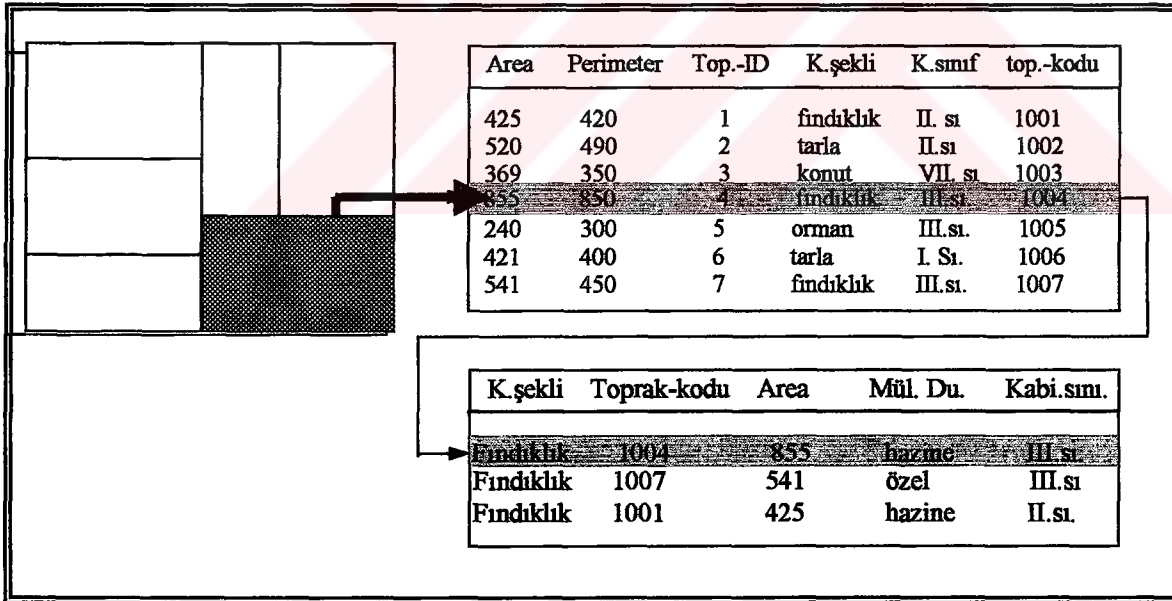 Area Perimeter Top.-ID K.şekli K.sınıf top.-kodu
425 420 1 fındıklık II. sı 1001
520 490 2 tarla II.sı 1002
369 350 3 konut VII. sı 1003
855 850 4 fındıklık III.sı. 1004
240 300 5 orman III.sı. 1005
421 400 6 tarla I. Sı. 1006
541 450 7 fındıklık III.sı. 1007
K.şekli Toprak-kodu Area Mül. Du. Kabi.sını.
Fındıklık 1004 855 hazine III.sı.
Fındıklık 1007 541 özel III.sı
Fındıklık 1001 425 hazine II.sı.